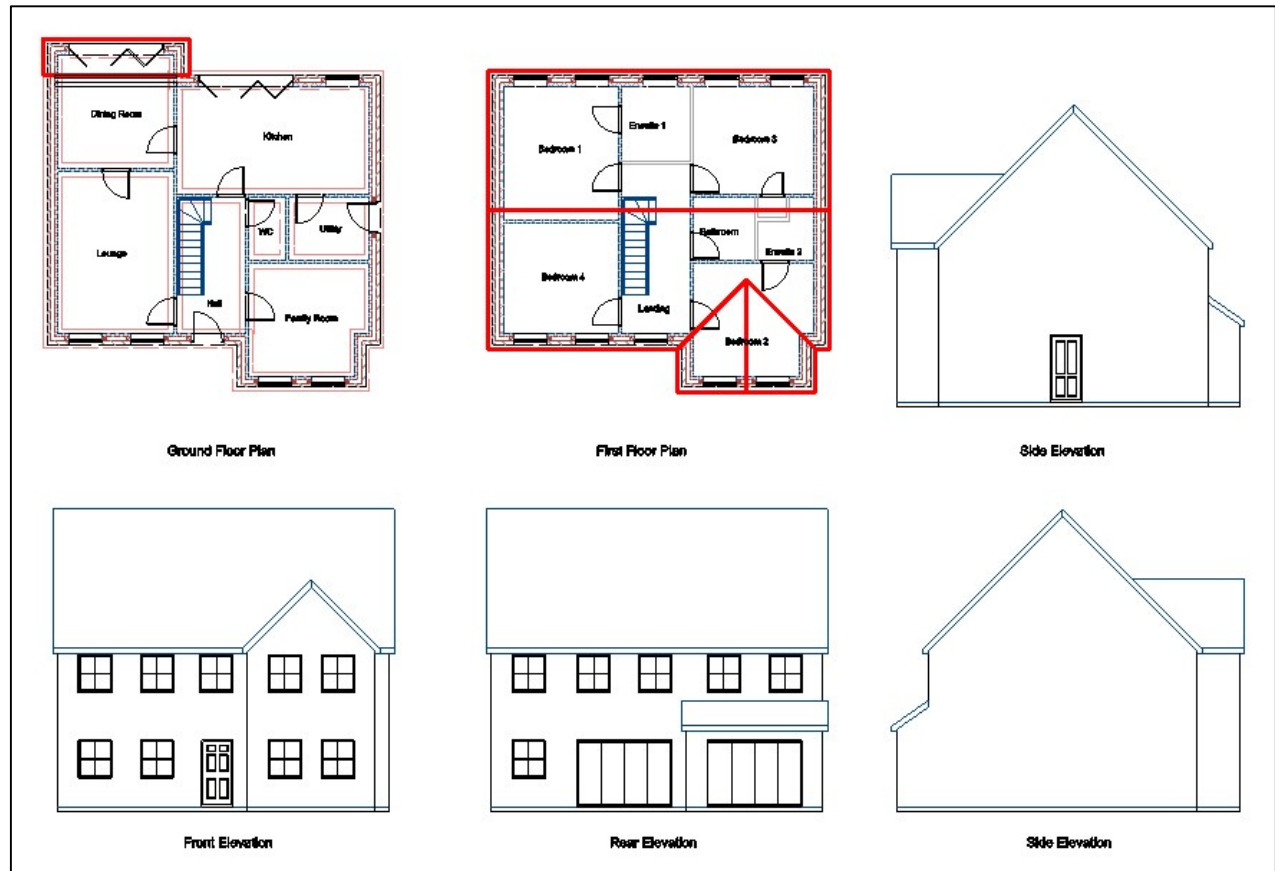 Dining Room
Kitchen
Lounge
WC
Utility
Hall
Family Room
Ground Floor Plan
Bedroom 1
Ensuite 1
Bedroom 3
Bathroom
Ensuite 2
Bedroom 4
Landing
Bedroom 2
First Floor Plan
Side Elevation
Front Elevation
Rear Elevation
Side Elevation